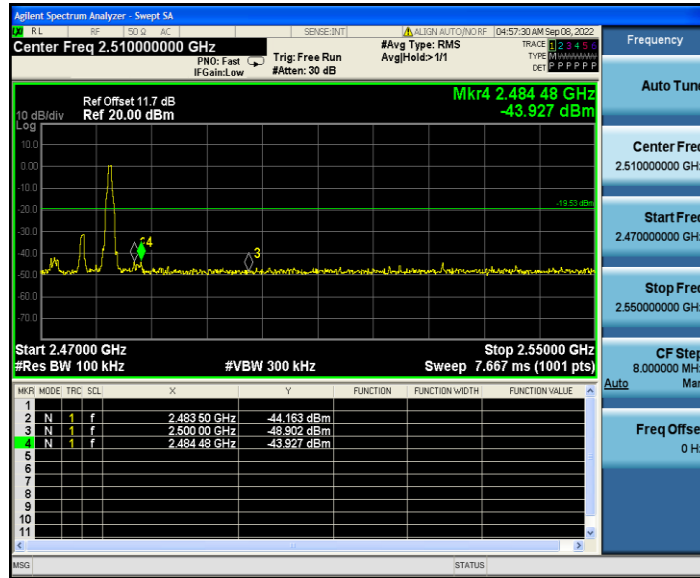 Agilent Spectrum Analyzer - Swept SA
RL RF 50 Ω AC SENSE:INT ALIGN AUTO/NO RF 04:57:30 AM Sep 08, 2022
Center Freq 2.510000000 GHz
PNO: Fast
IFGain:Low
Trig: Free Run
#Atten: 30 dB
#Avg Type: RMS
Avg|Hold:>1/1
TRACE 1 2 3 4 5 6
TYPE M
DET P P P P P P
Ref Offset 11.7 dB
10 dB/div Ref 20.00 dBm
Log
Mkr4 2.484 48 GHz
-43.927 dBm
10.0
0.00
-10.0
-19.53 dBm
-20.0
-30.0
-40.0
4
3
-50.0
-60.0
-70.0
Start 2.47000 GHz Stop 2.55000 GHz
#Res BW 100 kHz #VBW 300 kHz Sweep 7.667 ms (1001 pts)
MKR MODE TRC SCL X Y FUNCTION FUNCTION WIDTH FUNCTION VALUE
1
2 N 1 f 2.483 50 GHz -44.163 dBm
3 N 1 f 2.500 00 GHz -48.902 dBm
4 N 1 f 2.484 48 GHz -43.927 dBm
5
6
7
8
9
10
11
MSG STATUS
Frequency
Auto Tune
Center Freq
2.510000000 GHz
Start Freq
2.470000000 GHz
Stop Freq
2.550000000 GHz
CF Step
8.000000 MHz
Auto Man
Freq Offset
0 Hz